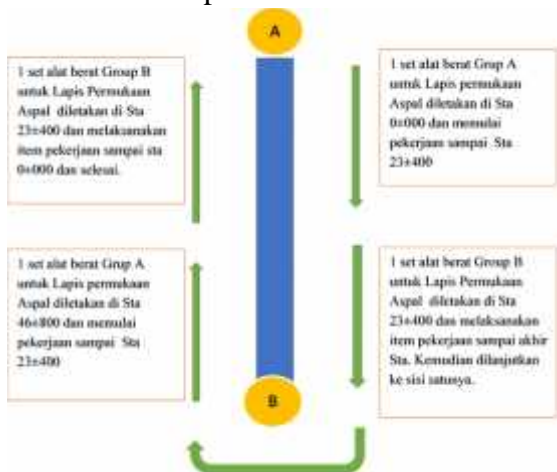 A
1 set alat berat Group B
untuk Lapis Permukaan
Aspal diletakan di Sta
23±400 dan melaksanakan
item pekerjaan sampai sta
0±000 dan selesai.
1 set alat berat Grup A
untuk Lapis Permukaan
Aspal diletakan di Sta
0±000 dan memulai
pekerjaan sampai Sta
23±400
1 set alat berat Grup A
untuk Lapis permukaan
Aspal diletakan di Sta
46±800 dan memulai
pekerjaan sampai Sta
23±400
1 set alat berat Group B
untuk Lapis Permukaan
Aspal diletakan di Sta
23±400 dan melaksanakan
item pekerjaan sampai akhir
Sta. Kemudian dilanjutkan
ke sisi satunya.
B